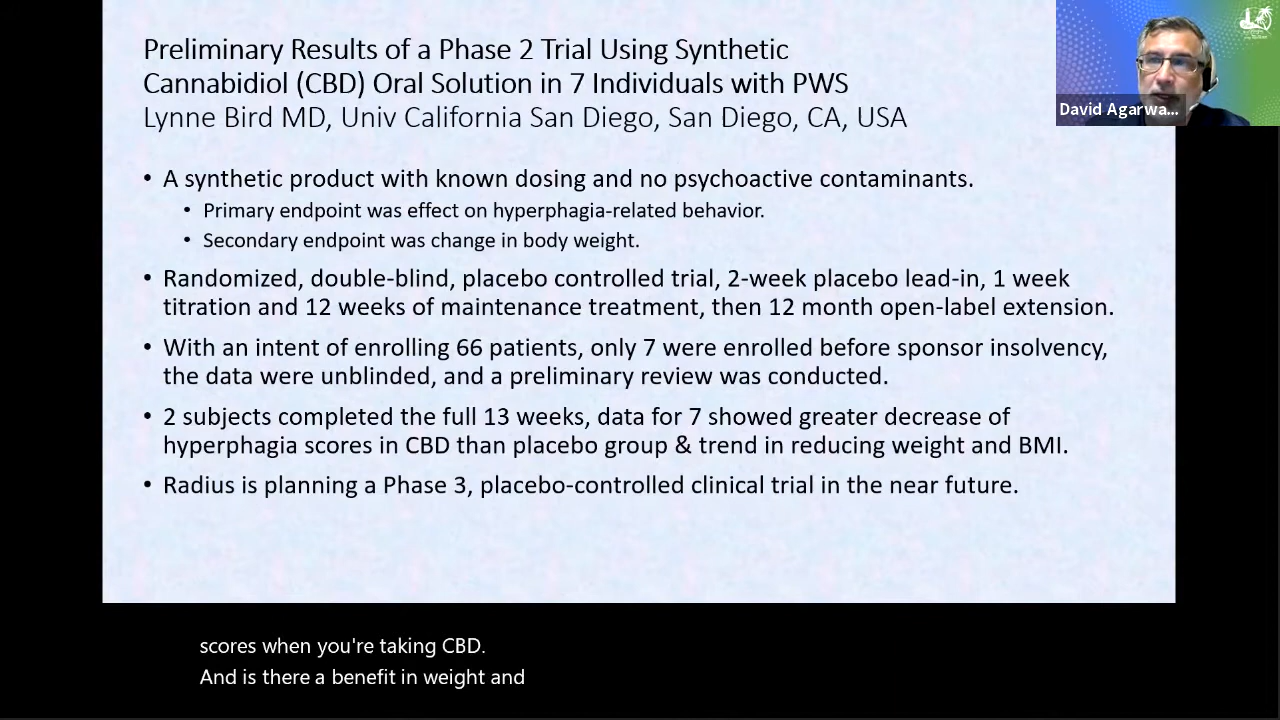 Preliminary Results of a Phase 2 Trial Using Synthetic
Cannabidiol (CBD) Oral Solution in 7 Individuals with PWS
Lynne Bird MD, Univ California San Diego, San Diego, CA, USA
David Agarwa...
• A synthetic product with known dosing and no psychoactive contaminants.
• Primary endpoint was effect on hyperphagia-related behavior.
• Secondary endpoint was change in body weight.
• Randomized, double-blind, placebo controlled trial, 2-week placebo lead-in, 1 week
titration and 12 weeks of maintenance treatment, then 12 month open-label extension.
• With an intent of enrolling 66 patients, only 7 were enrolled before sponsor insolvency,
the data were unblinded, and a preliminary review was conducted.
• 2 subjects completed the full 13 weeks, data for 7 showed greater decrease of
hyperphagia scores in CBD than placebo group & trend in reducing weight and BMI.
• Radius is planning a Phase 3, placebo-controlled clinical trial in the near future.
scores when you're taking CBD.
And is there a benefit in weight and